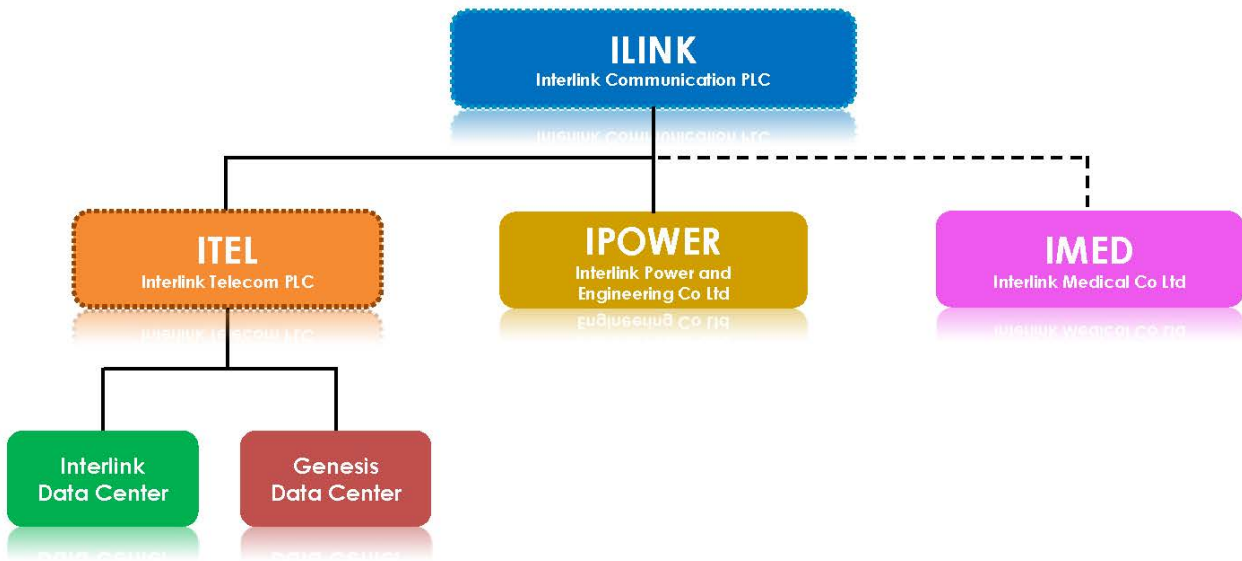 ILINK
Interlink Communication PLC
ITEL
Interlink Telecom PLC
IPOWER
Interlink Power and
Engineering Co Ltd
IMED
Interlink Medical Co Ltd
Interlink
Data Center
Genesis
Data Center